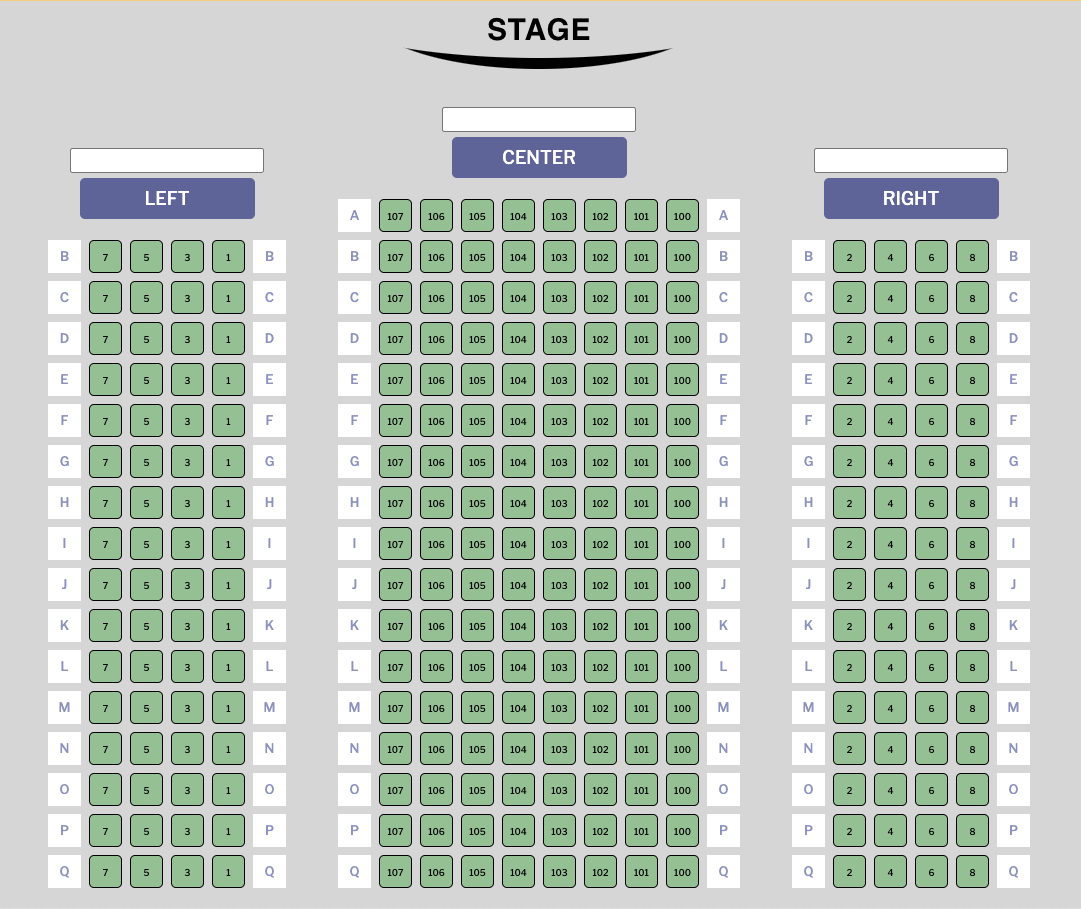 STAGE
CENTER
LEFT RIGHT
A 107 106 105 104 103 102 101 100 A
B 7 5 3 1 B B 107 106 105 104 103 102 101 100 B B 2 4 6 8 B
C 7 5 3 1 C C 107 106 105 104 103 102 101 100 C C 2 4 6 8 C
D 7 5 3 1 D D 107 106 105 104 103 102 101 100 D D 2 4 6 8 D
E 7 5 3 1 E E 107 106 105 104 103 102 101 100 E E 2 4 6 8 E
F 7 5 3 1 F F 107 106 105 104 103 102 101 100 F F 2 4 6 8 F
G 7 5 3 1 G G 107 106 105 104 103 102 101 100 G G 2 4 6 8 G
H 7 5 3 1 H H 107 106 105 104 103 102 101 100 H H 2 4 6 8 H
I 7 5 3 1 I I 107 106 105 104 103 102 101 100 I I 2 4 6 8 I
J 7 5 3 1 J J 107 106 105 104 103 102 101 100 J J 2 4 6 8 J
K 7 5 3 1 K K 107 106 105 104 103 102 101 100 K K 2 4 6 8 K
L 7 5 3 1 L L 107 106 105 104 103 102 101 100 L L 2 4 6 8 L
M 7 5 3 1 M M 107 106 105 104 103 102 101 100 M M 2 4 6 8 M
N 7 5 3 1 N N 107 106 105 104 103 102 101 100 N N 2 4 6 8 N
O 7 5 3 1 O O 107 106 105 104 103 102 101 100 O O 2 4 6 8 O
P 7 5 3 1 P P 107 106 105 104 103 102 101 100 P P 2 4 6 8 P
Q 7 5 3 1 Q Q 107 106 105 104 103 102 101 100 Q Q 2 4 6 8 Q